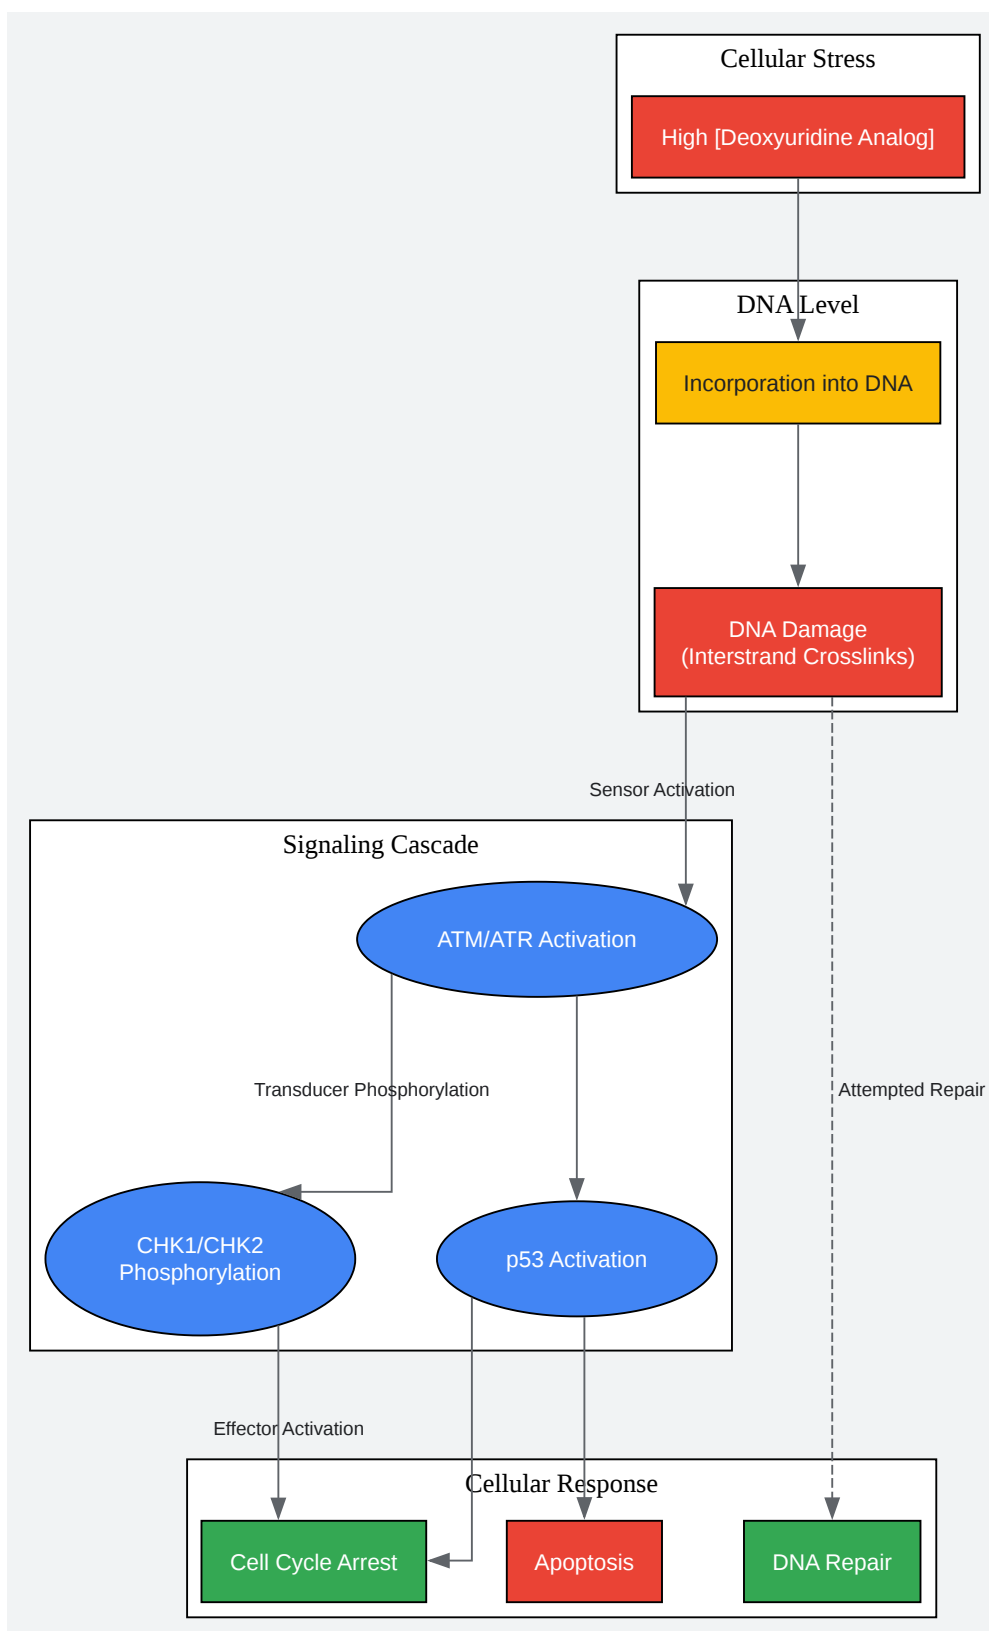 Cellular Stress
High [Deoxyuridine Analog]
DNA Level
Incorporation into DNA
DNA Damage
(Interstrand Crosslinks)
Sensor Activation
Signaling Cascade
ATM/ATR Activation
Transducer Phosphorylation
Attempted Repair
CHK1/CHK2
Phosphorylation
p53 Activation
Effector Activation
Cellular Response
Cell Cycle Arrest
Apoptosis
DNA Repair